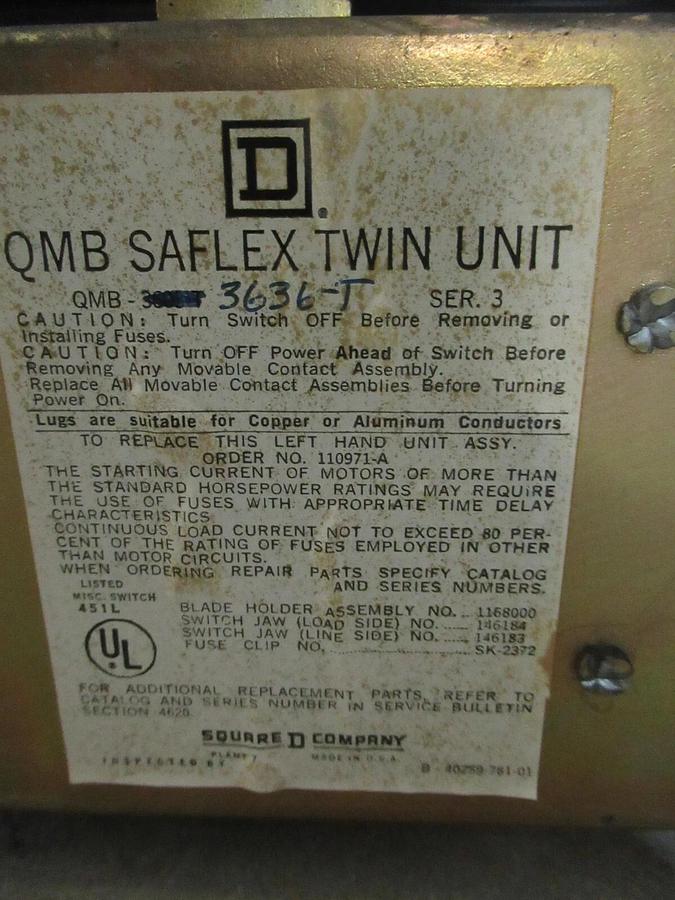 D
QMB SAFLEX TWIN UNIT
QMB - 3636-T SER. 3
CAUTION: Turn Switch OFF Before Removing or
Installing Fuses.
CAUTION: Turn OFF Power Ahead of Switch Before
Removing Any Movable Contact Assembly.
Replace All Movable Contact Assemblies Before Turning
Power On.
Lugs are suitable for Copper or Aluminum Conductors
TO REPLACE THIS LEFT HAND UNIT ASSY.
ORDER NO. 110971-A
THE STARTING CURRENT OF MOTORS OF MORE THAN
THE STANDARD HORSEPOWER RATINGS MAY REQUIRE
THE USE OF FUSES WITH APPROPRIATE TIME DELAY
CHARACTERISTICS
CONTINUOUS LOAD CURRENT NOT TO EXCEED 80 PER-
CENT OF THE RATING OF FUSES EMPLOYED IN OTHER
THAN MOTOR CIRCUITS.
WHEN ORDERING REPAIR PARTS SPECIFY CATALOG
AND SERIES NUMBERS.
LISTED
MISC. SWITCH
451L
UL
BLADE HOLDER ASSEMBLY NO. .. 1168000
SWITCH JAW (LOAD SIDE) NO. ..... 146184
SWITCH JAW (LINE SIDE) NO. ..... 146183
FUSE CLIP NO. ............................ SK-2372
FOR ADDITIONAL REPLACEMENT PARTS, REFER TO
CATALOG AND SERIES NUMBER IN SERVICE BULLETIN
SECTION 4620.
SQUARE D COMPANY
INSPECTED BY PLANT 7 MADE IN U.S.A.
B - 40259-761-01